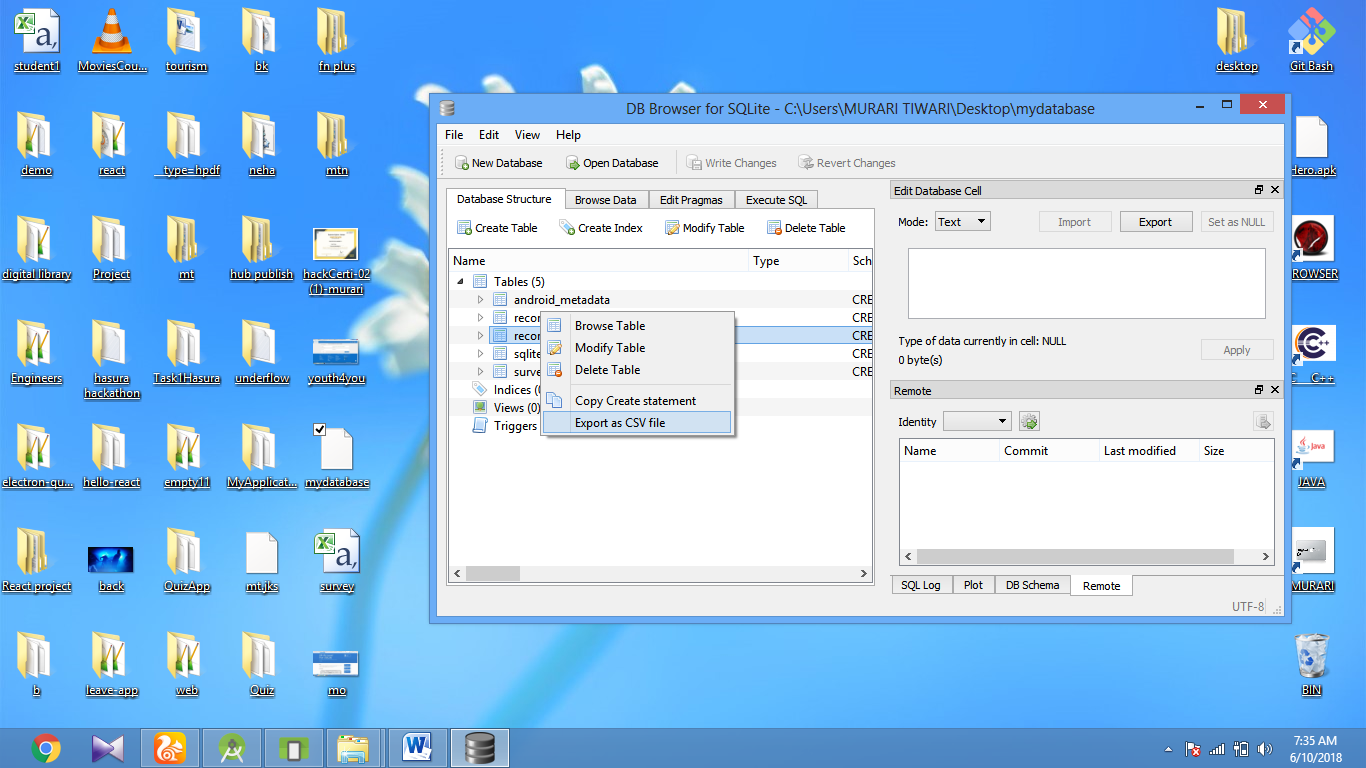 student1
MoviesCou...
tourism
bk
fn plus
desktop
Git Bash
demo
react
__type=hpdf
neha
mtn
Hero.apk
digital library
Project
mt
hub publish
hackCerti-02
(1)-murari
ROWSER
Engineers
hasura
hackathon
Task1Hasura
underflow
youth4you
C__C++
electron-qu...
hello-react
empty11
MyApplicat...
mydatabase
Java
JAVA
React project
back
QuizApp
mt.jks
survey
MURARI
b
leave-app
web
Quiz
mo
BIN
DB Browser for SQLite - C:\Users\MURARI TIWARI\Desktop\mydatabase
File Edit View Help
New Database Open Database Write Changes Revert Changes
Database Structure Browse Data Edit Pragmas Execute SQL
Create Table Create Index Modify Table Delete Table
Name Type Sch
Tables (5)
android_metadata CRE
recor CRE
recor CRE
sqlite CRE
surve CRE
Indices (
Views (0)
Triggers
Browse Table
Modify Table
Delete Table
Copy Create statement
Export as CSV file
Edit Database Cell
Mode: Text Import Export Set as NULL
Type of data currently in cell: NULL
0 byte(s)
Apply
Remote
Identity
Name Commit Last modified Size
SQL Log Plot DB Schema Remote
UTF-8
7:35 AM
6/10/2018